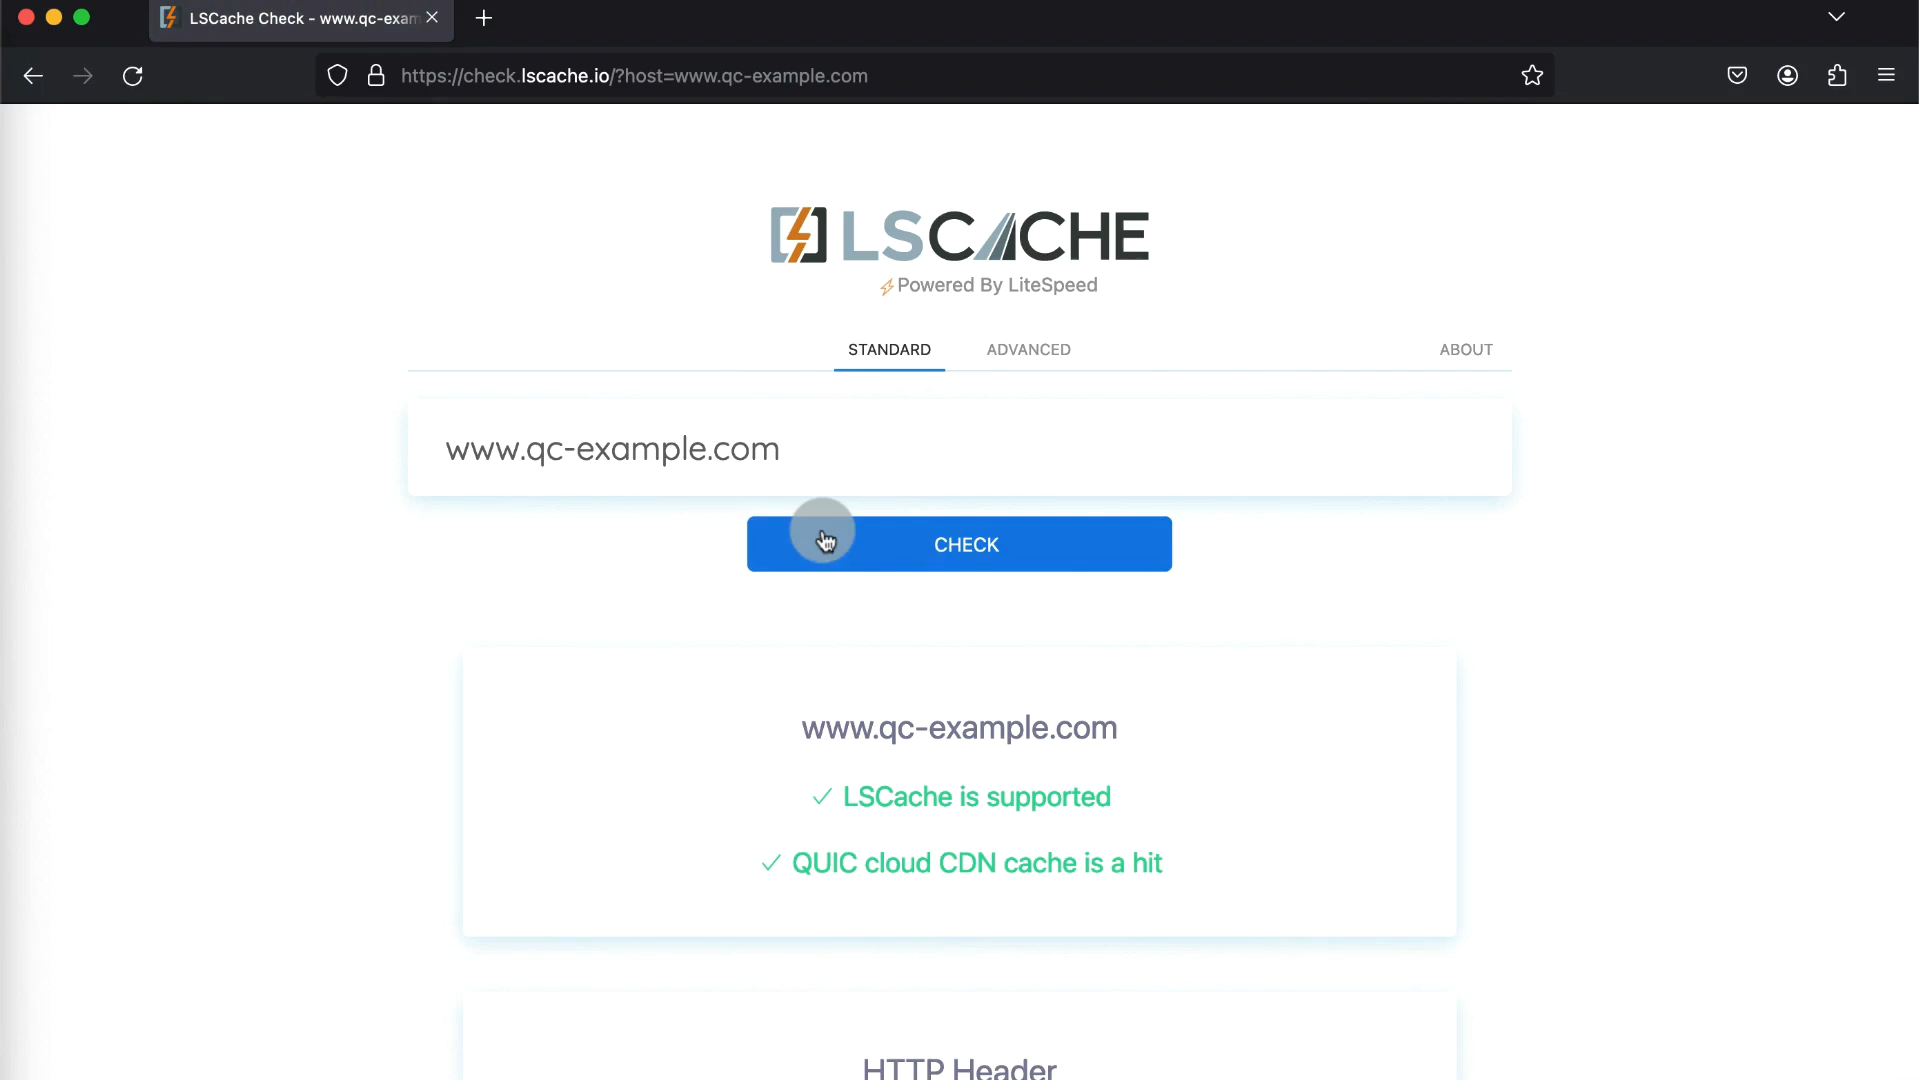 LSCache Check - www.qc-exam
https://check.lscache.io/?host=www.qc-example.com
LSCACHE
Powered By LiteSpeed
STANDARD ADVANCED ABOUT
www.qc-example.com
CHECK
www.qc-example.com
✓ LSCache is supported
✓ QUIC cloud CDN cache is a hit
HTTP Header